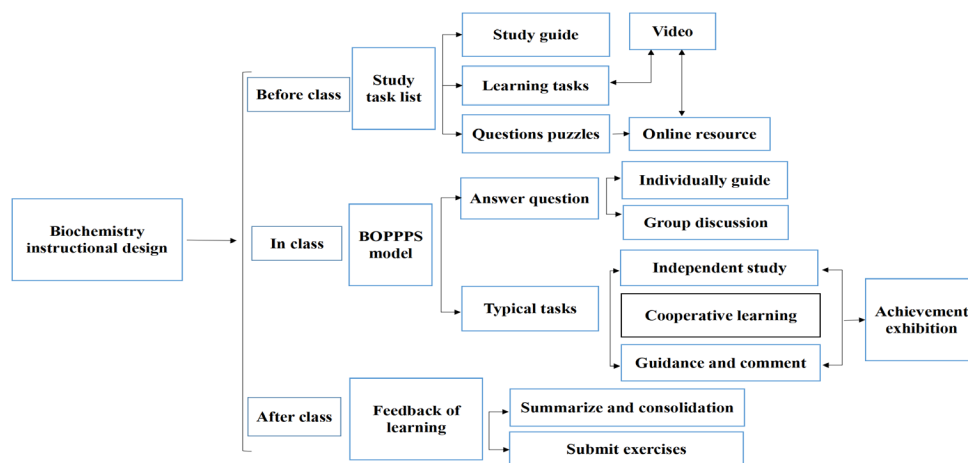 Study guide
Video
Before class
Study
task list
Learning tasks
Questions puzzles
Online resource
Biochemistry
instructional design
In class
BOPPPS
model
Answer question
Individually guide
Group discussion
Typical tasks
Independent study
Cooperative learning
Guidance and comment
Achievement
exhibition
After class
Feedback of
learning
Summarize and consolidation
Submit exercises